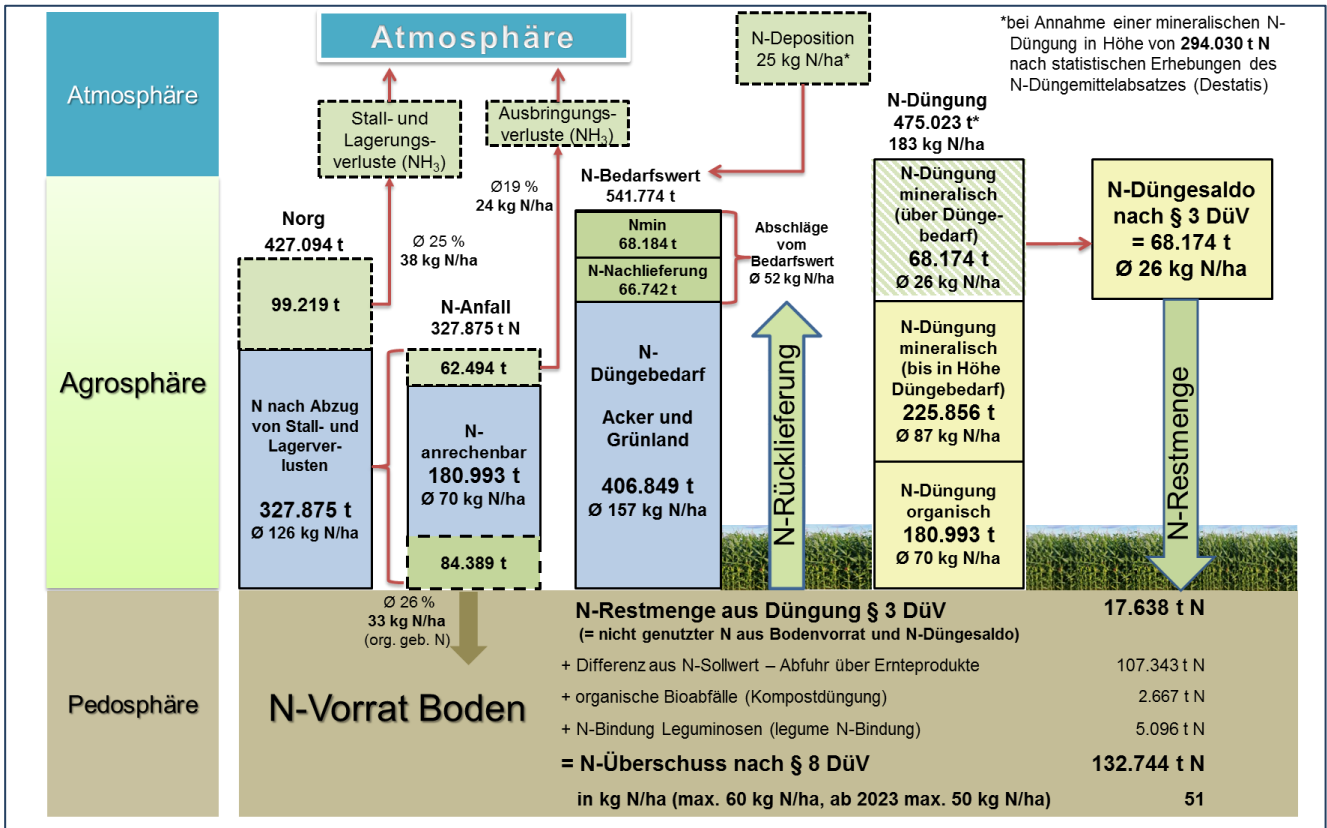 Atmosphäre
Agrosphäre
Pedosphäre
Atmosphäre
Stall- und
Lagerungs-
verluste (NH₃)
Ausbringungs-
verluste (NH₃)
N-Deposition
25 kg N/ha*
*bei Annahme einer mineralischen N-
Düngung in Höhe von 294.030 t N
nach statistischen Erhebungen des
N-Düngemittelabsatzes (Destatis)
Norg
427.094 t
99.219 t
Ø 25 %
38 kg N/ha
N nach Abzug
von Stall- und
Lagerver-
lusten
327.875 t
Ø 126 kg N/ha
Ø19 %
24 kg N/ha
N-Anfall
327.875 t N
62.494 t
N-
anrechenbar
180.993 t
Ø 70 kg N/ha
84.389 t
Ø 26 %
33 kg N/ha
(org. geb. N)
N-Bedarfswert
541.774 t
Nmin
68.184 t
N-Nachlieferung
66.742 t
Abschläge
vom
Bedarfswert
Ø 52 kg N/ha
N-
Düngebedarf
Acker und
Grünland
406.849 t
Ø 157 kg N/ha
N-Rücklieferung
N-Düngung
475.023 t*
183 kg N/ha
N-Düngung
mineralisch
(über Dünge-
bedarf)
68.174 t
Ø 26 kg N/ha
N-Düngung
mineralisch
(bis in Höhe
Düngebedarf)
225.856 t
Ø 87 kg N/ha
N-Düngung
organisch
180.993 t
Ø 70 kg N/ha
N-Düngesaldo
nach § 3 DüV
= 68.174 t
Ø 26 kg N/ha
N-Restmenge
N-Vorrat Boden
N-Restmenge aus Düngung § 3 DüV 17.638 t N
(= nicht genutzter N aus Bodenvorrat und N-Düngesaldo)
+ Differenz aus N-Sollwert – Abfuhr über Ernteprodukte 107.343 t N
+ organische Bioabfälle (Kompostdüngung) 2.667 t N
+ N-Bindung Leguminosen (legume N-Bindung) 5.096 t N
= N-Überschuss nach § 8 DüV 132.744 t N
in kg N/ha (max. 60 kg N/ha, ab 2023 max. 50 kg N/ha) 51